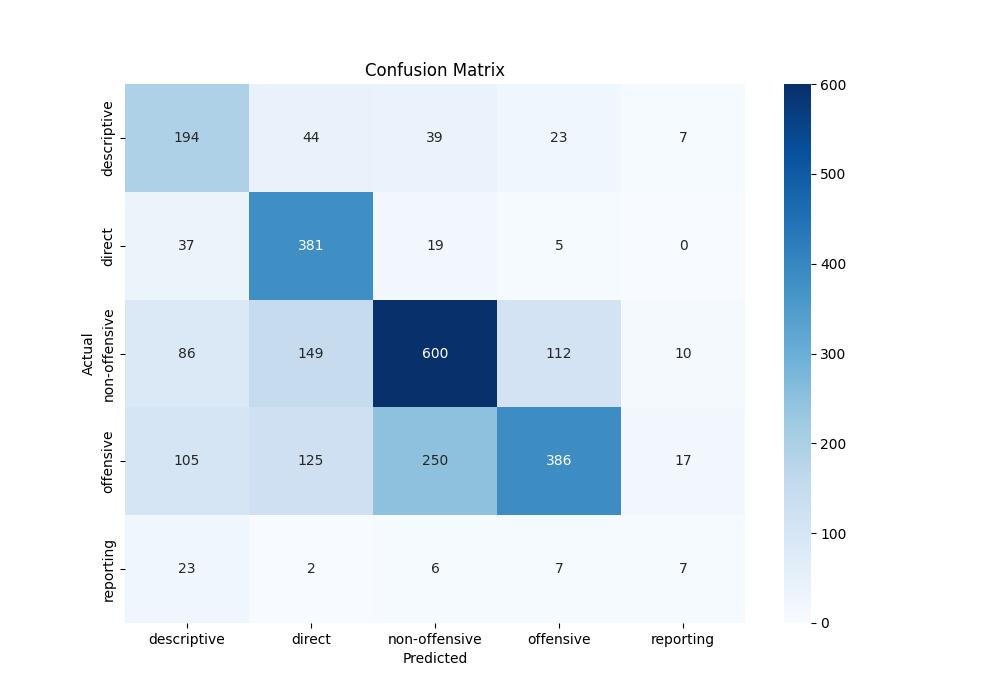 Confusion Matrix
descriptive 194 44 39 23 7
direct 37 381 19 5 0
non-offensive 86 149 600 112 10
offensive 105 125 250 386 17
reporting 23 2 6 7 7
descriptive direct non-offensive offensive reporting
Predicted
Actual
600
500
400
300
200
100
0